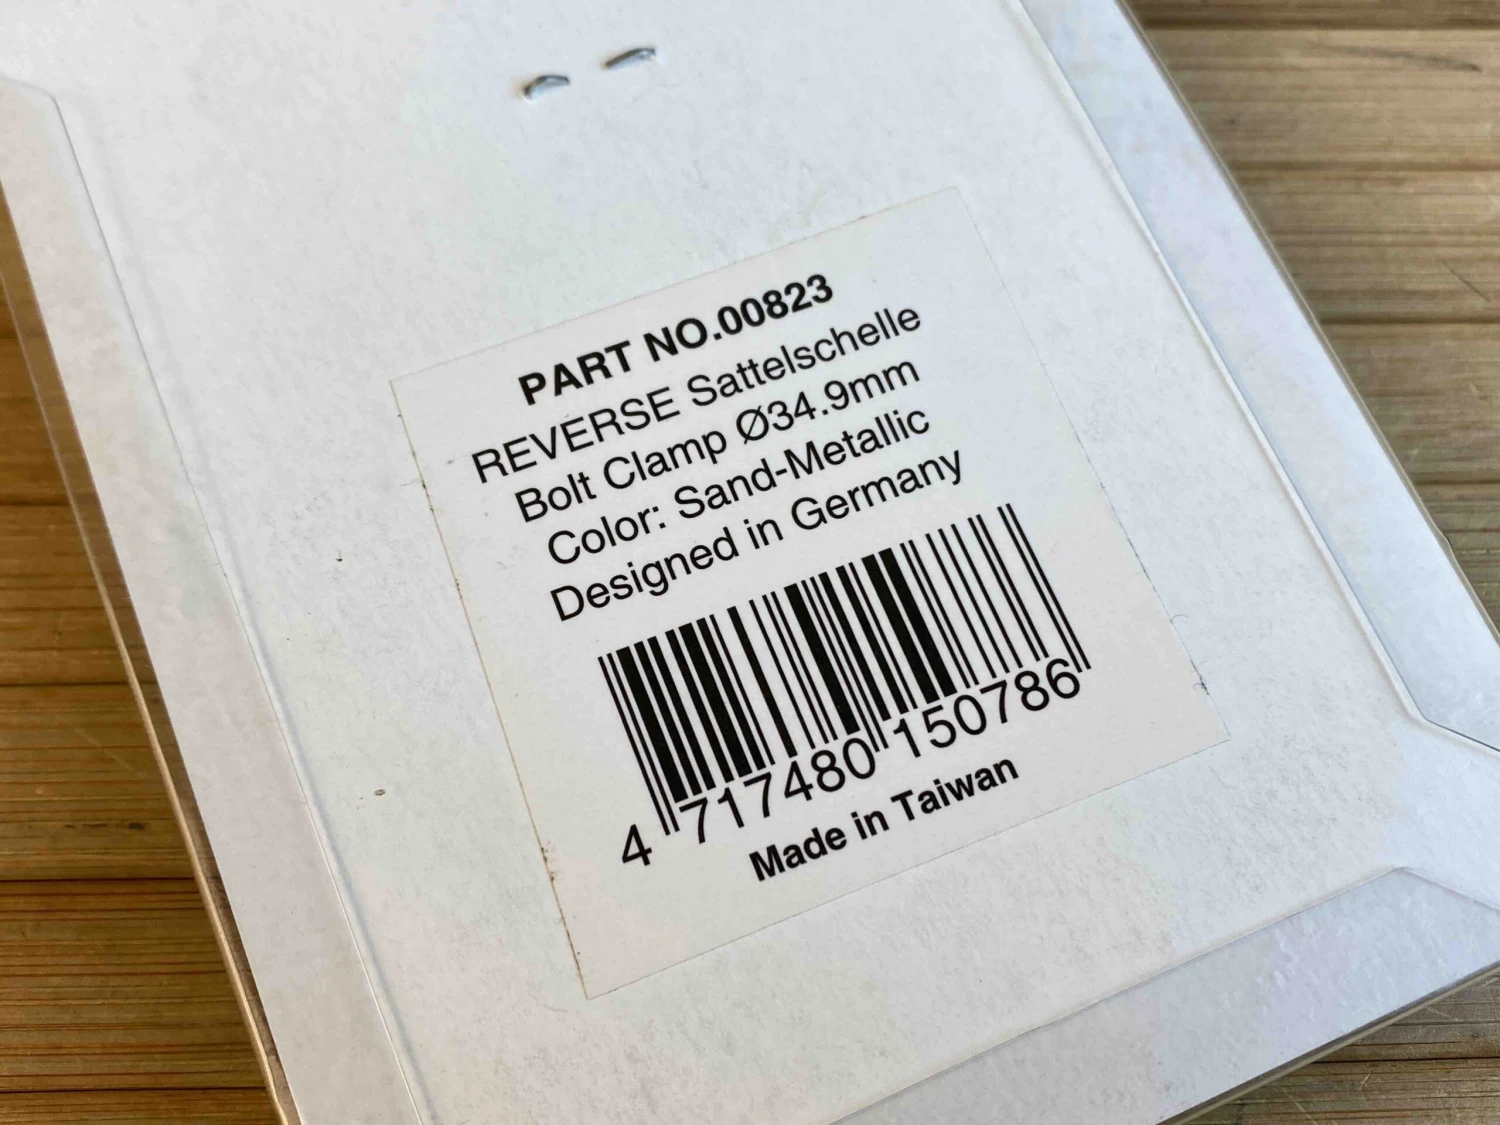 PART NO.00823
REVERSE Sattelschelle
Bolt Clamp Ø34.9mm
Color: Sand-Metallic
Designed in Germany
4 717480 150786
Made in Taiwan